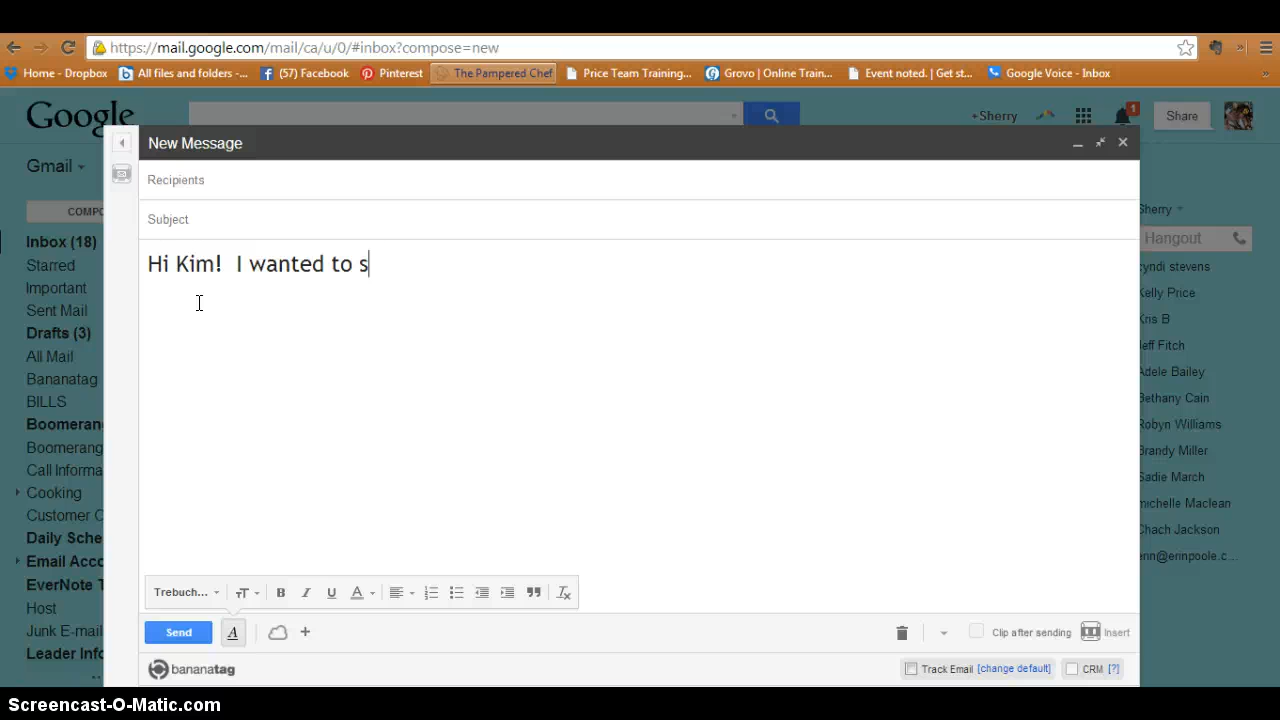 https://mail.google.com/mail/ca/u/0/#inbox?compose=new
Home - Dropbox
All files and folders -...
(57) Facebook
Pinterest
The Pampered Chef
Price Team Training...
Grovo | Online Train...
Event noted. | Get st...
Google Voice - Inbox
Google
+Sherry
1
Share
Gmail
New Message
Recipients
Subject
Hi Kim!  I wanted to s
COMPO
Inbox (18)
Starred
Important
Sent Mail
Drafts (3)
All Mail
Bananatag
BILLS
Boomerang
Boomerang
Call Informa
Cooking
Customer C
Daily Sche
Email Acco
EverNote T
Host
Junk E-mail
Leader Info
Sherry
Hangout
cyndi stevens
Kelly Price
Kris B
Jeff Fitch
Adele Bailey
Bethany Cain
Robyn Williams
Brandy Miller
Sadie March
michelle Maclean
Chach Jackson
erin@erinpoole.c...
Trebuch...
Send
Clip after sending
Insert
bananatag
Track Email [change default]
CRM [?]
Screencast-O-Matic.com